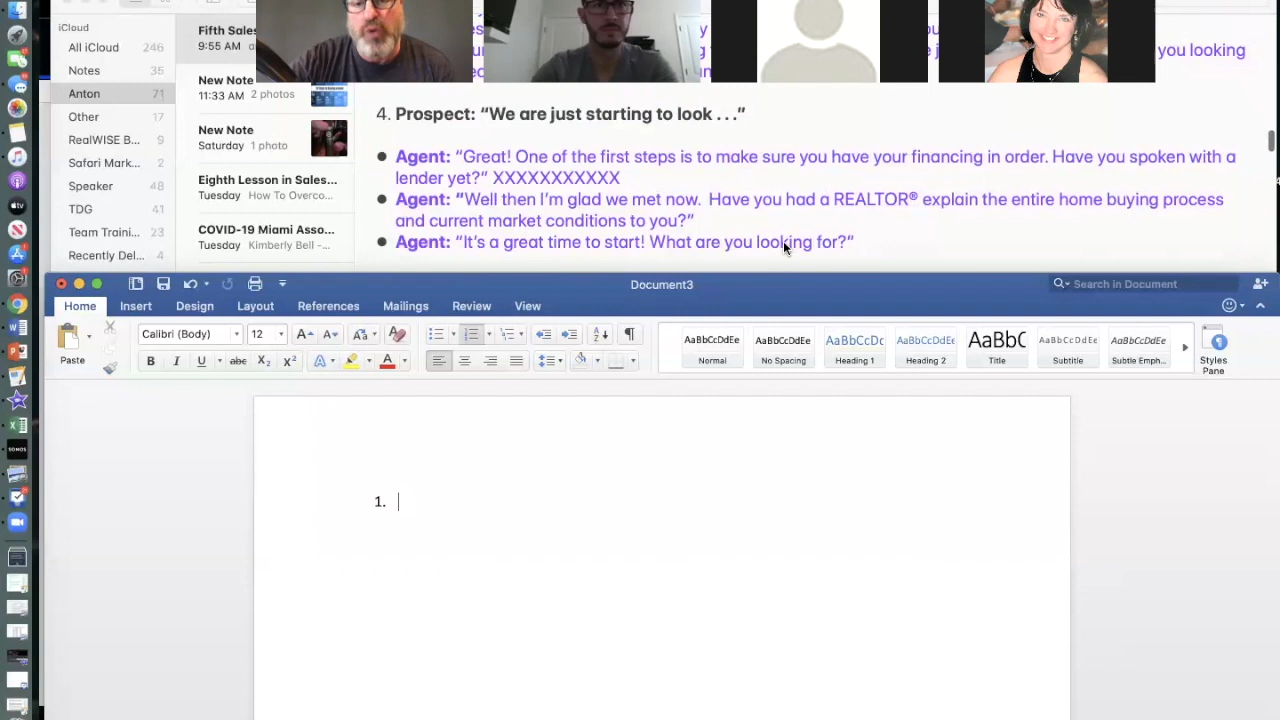 iCloud
All iCloud 246
Notes 35
Anton 71
Other 17
RealWISE B... 9
Safari Mark... 2
Speaker 48
TDG 41
Team Traini... 23
Recently Del... 4
Fifth Sales
9:55 AM
New Note
11:33 AM 2 photos
New Note
Saturday 1 photo
Eighth Lesson in Sales...
Tuesday How To Overco...
COVID-19 Miami Asso...
Tuesday Kimberly Bell -...
you looking
4. Prospect: “We are just starting to look . . .”
● Agent: “Great! One of the first steps is to make sure you have your financing in order. Have you spoken with a
lender yet?” XXXXXXXXXXX
● Agent: “Well then I’m glad we met now. Have you had a REALTOR® explain the entire home buying process
and current market conditions to you?”
● Agent: “It’s a great time to start! What are you looking for?”
Document3
Search in Document
Home Insert Design Layout References Mailings Review View
Paste
Calibri (Body) 12
AaBbCcDdEe AaBbCcDdEe AaBbCcDc AaBbCcDdEe AaBbC AaBbCcDdEe AaBbCcDdEe
Normal No Spacing Heading 1 Heading 2 Title Subtitle Subtle Emph...
Styles
Pane
1.